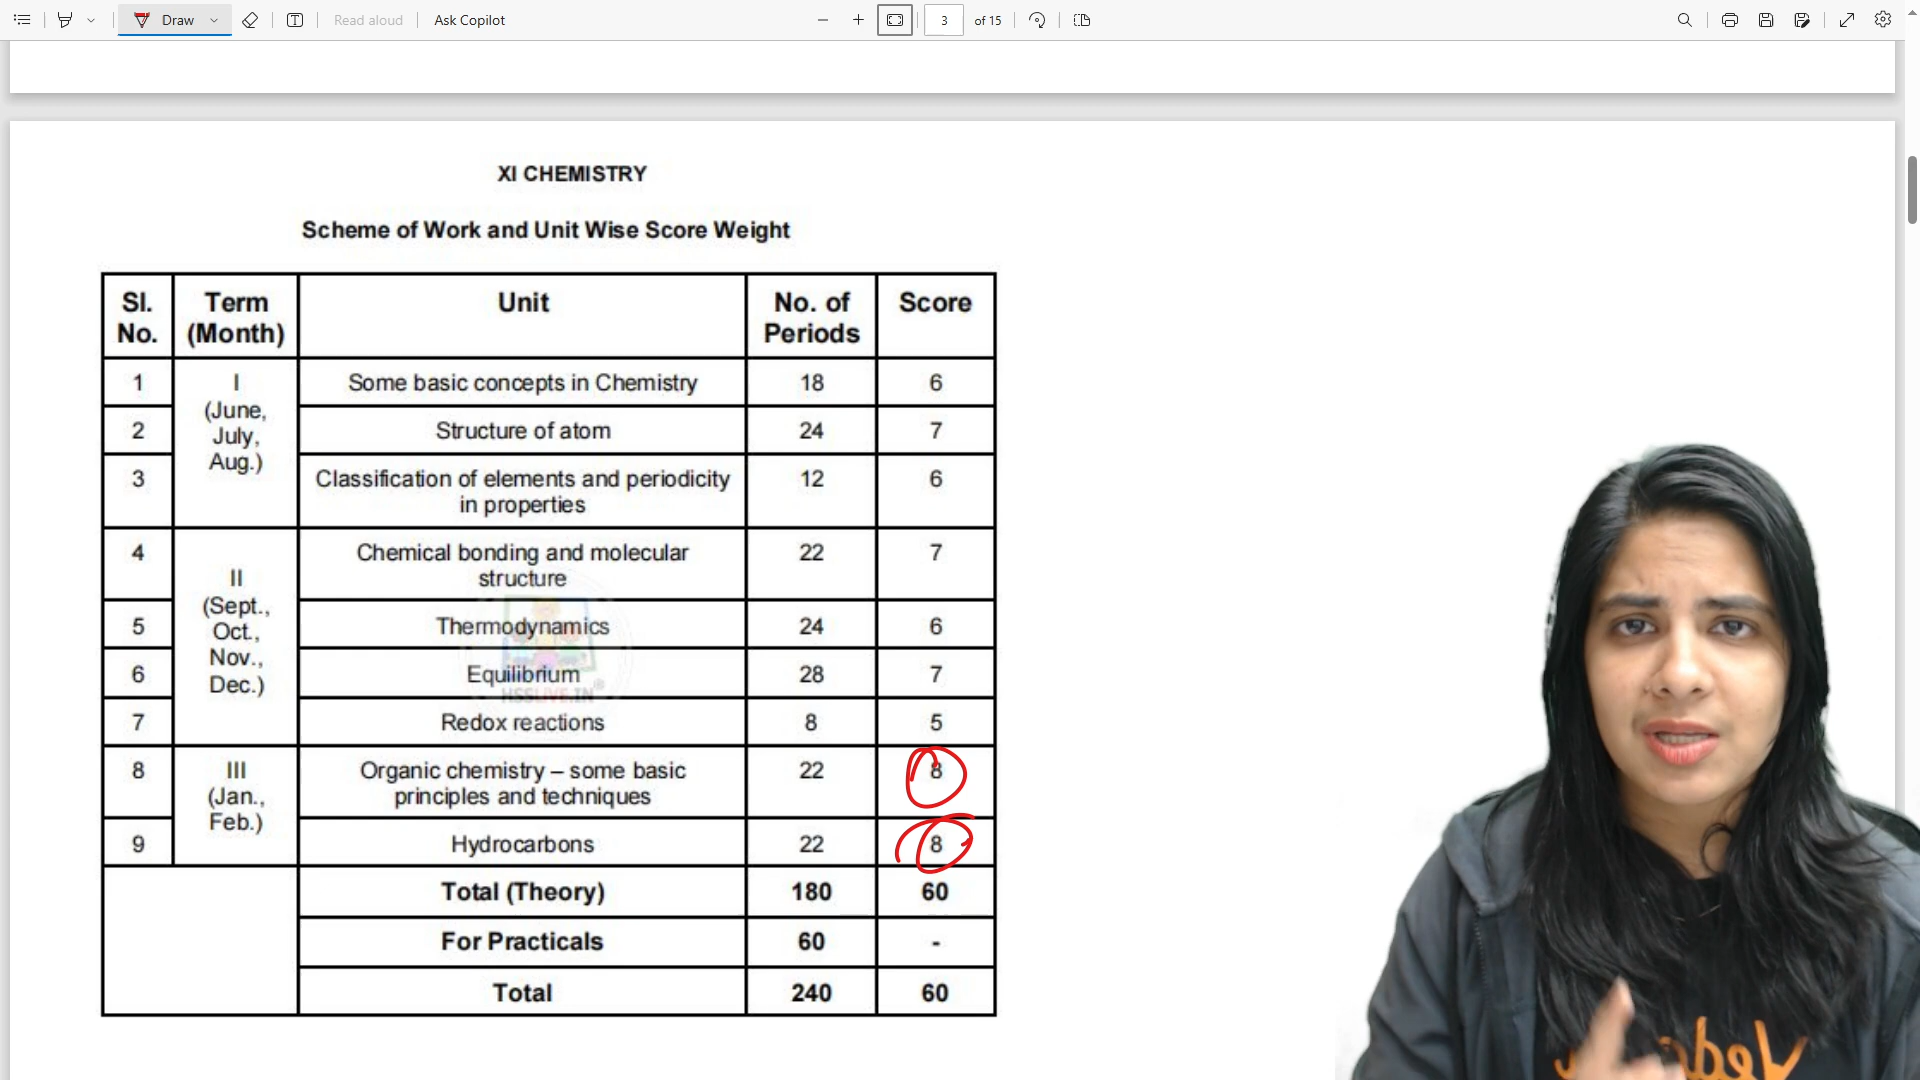 Draw
Read aloud
Ask Copilot
3
of 15
XI CHEMISTRY
Scheme of Work and Unit Wise Score Weight
Sl. No.
Term (Month)
Unit
No. of Periods
Score
1
I (June, July, Aug.)
Some basic concepts in Chemistry
18
6
2
Structure of atom
24
7
3
Classification of elements and periodicity
in properties
12
6
4
II (Sept., Oct., Nov., Dec.)
Chemical bonding and molecular
structure
22
7
5
Thermodynamics
24
6
6
Equilibrium
28
7
HSSLIVE.IN®
7
Redox reactions
8
5
8
III (Jan., Feb.)
Organic chemistry – some basic
principles and techniques
22
8
9
Hydrocarbons
22
8
Total (Theory)
180
60
For Practicals
60
-
Total
240
60